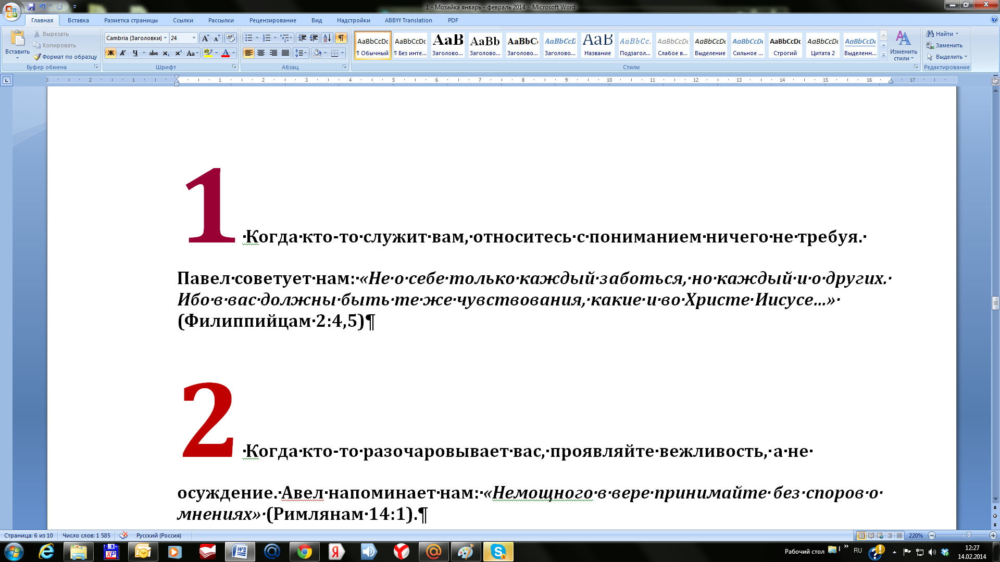 1 - Мозайка январь - февраль 2014 - Microsoft Word
Главная Вставка Разметка страницы Ссылки Рассылки Рецензирование Вид Надстройки ABBYY Translation PDF
Вставить
Вырезать
Копировать
Формат по образцу
Буфер обмена
Cambria (Заголовки) 24
Ж К Ч abc x₂ x² Aa
Шрифт
Абзац
AaBbCcDc AaBbCcDc AaB AaBb AaBbC AaBbCcD AaB AaBbCc. AaBbCcDc AaBbCcDc AaBbCcDc AaBbCcDc AaBbCcDc AaBbCcDc
¶ Обычный ¶ Без инте... Заголово... Заголово... Заголово... Заголово... Название Подзагол... Слабое в... Выделение Сильное ... Строгий Цитата 2 Выделенн...
Стили
Изменить стили
Найти
Заменить
Выделить
Редактирование
3 2 1 1 2 3 4 5 6 7 8 9 10 11 12 13 14 15 16 17
1 ·Когда·кто-то·служит·вам,·относитесь·с·пониманием·ничего·не·требуя.·
Павел·советует·нам:·«Не·о·себе·только·каждый·заботься,·но·каждый·и·о·других.·
Ибо·в·вас·должны·быть·те·же·чувствования,·какие·и·во·Христе·Иисусе…»·
(Филиппийцам·2:4,5)¶
2 ·Когда·кто-то·разочаровывает·вас,·проявляйте·вежливость,·а·не·
осуждение.·Авел·напоминает·нам:·«Немощного·в·вере·принимайте·без·споров·о·
мнениях»·(Римлянам·14:1).¶
Страница: 6 из 10 Число слов: 1 585 Русский (Россия) 220%
Рабочий стол RU 12:27
14.02.2014